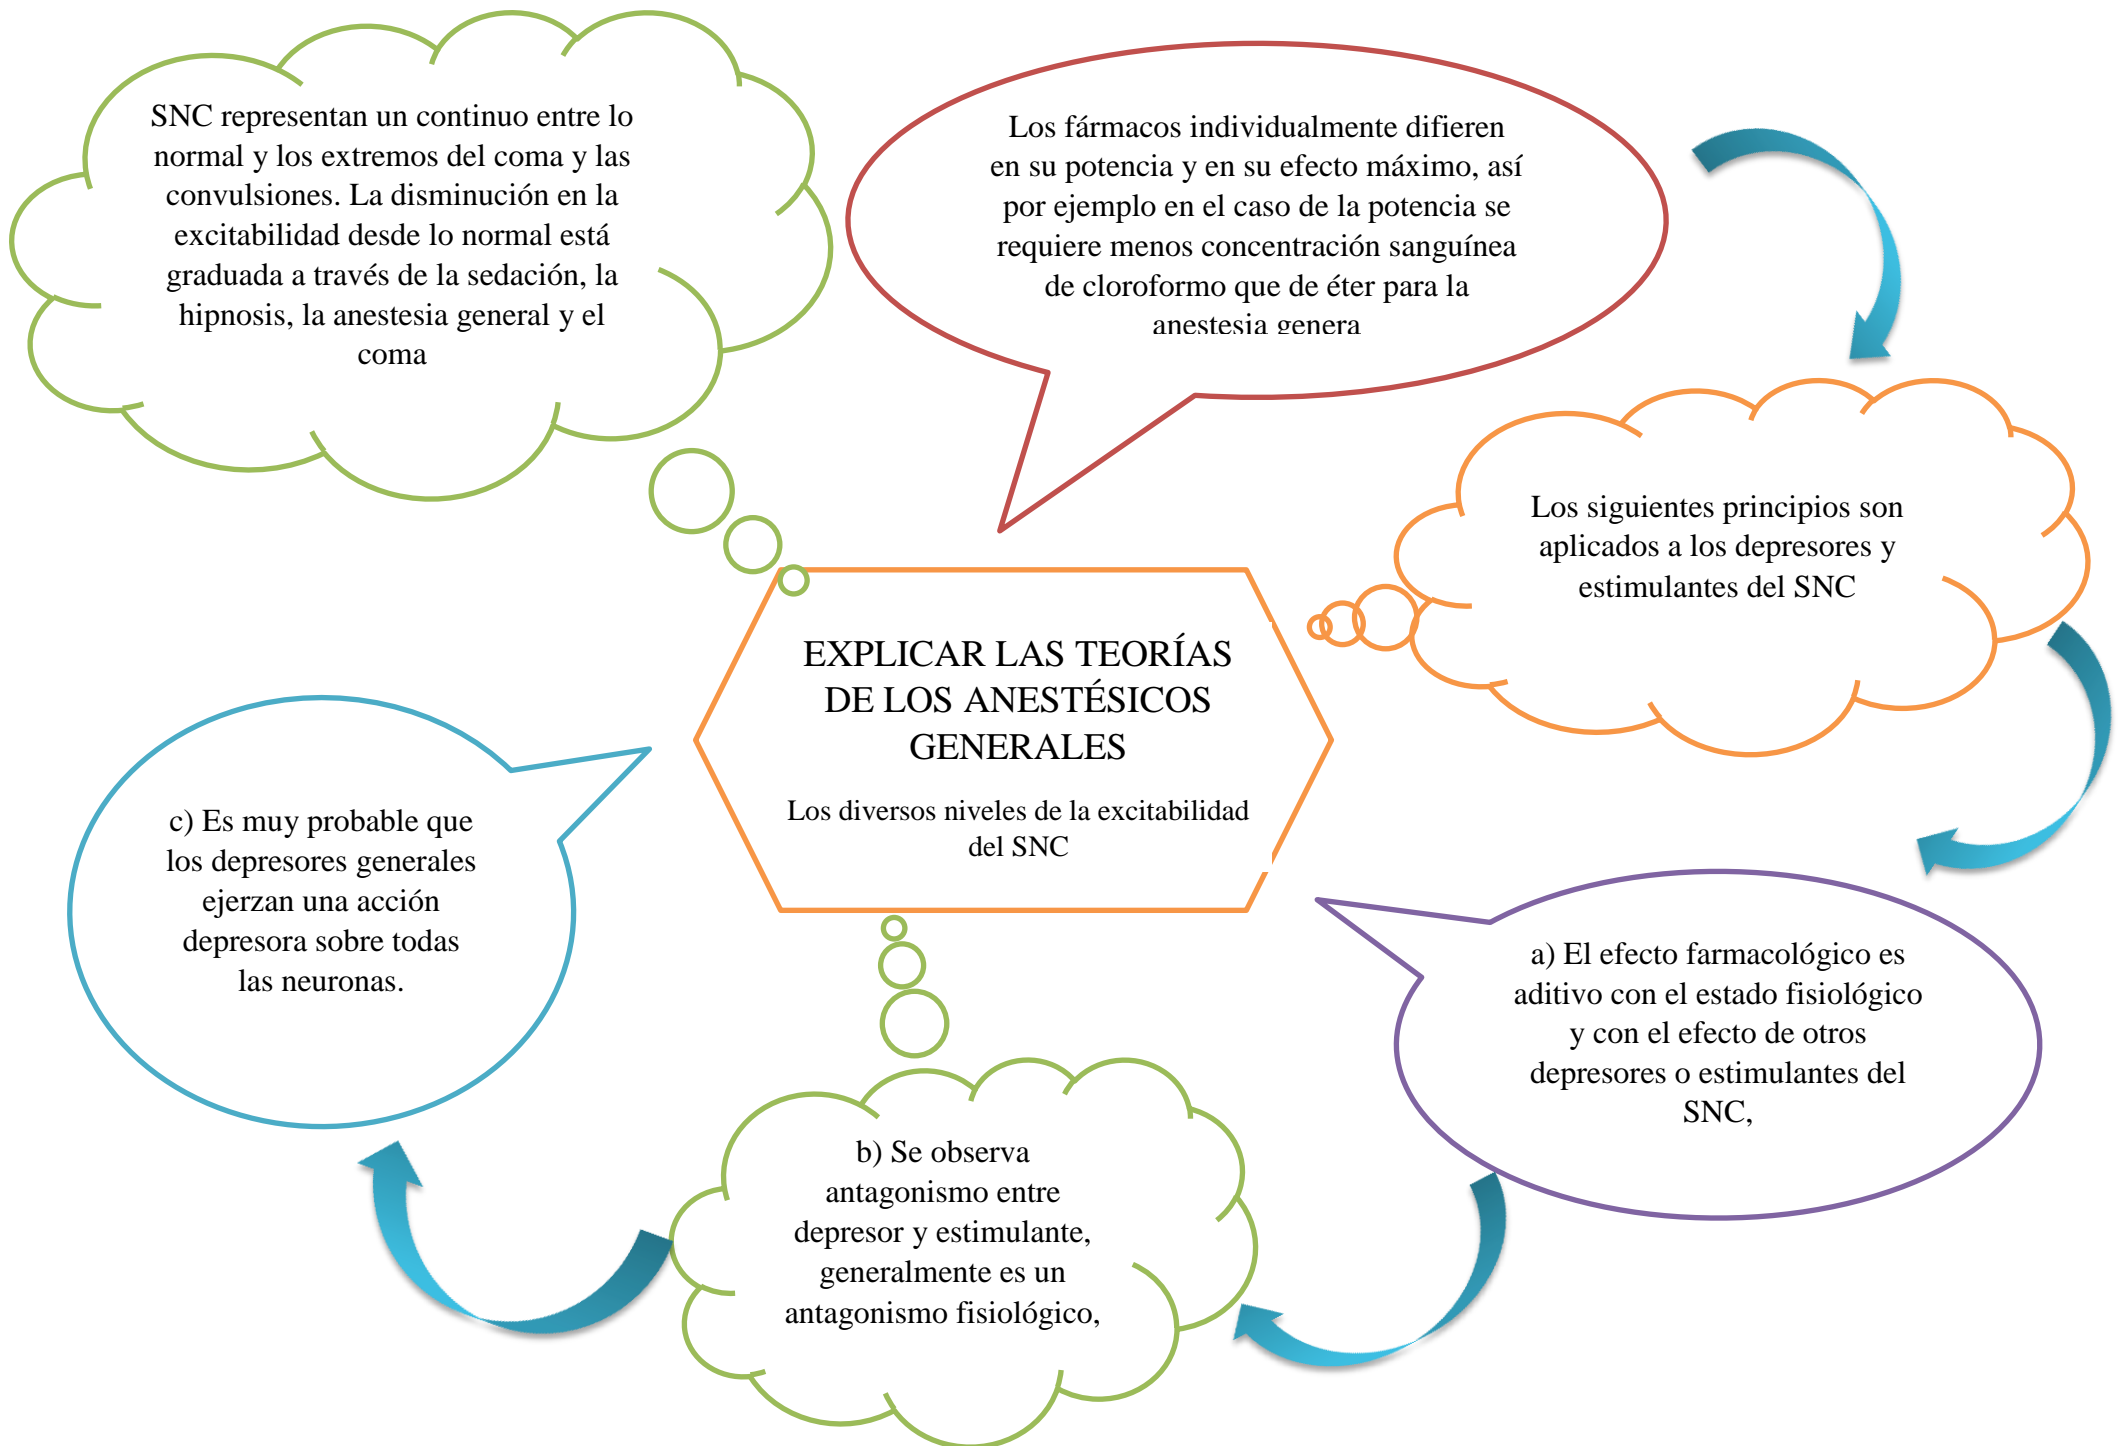 SNC representan un continuo entre lo
normal y los extremos del coma y las
convulsiones. La disminución en la
excitabilidad desde lo normal está
graduada a través de la sedación, la
hipnosis, la anestesia general y el
coma
Los fármacos individualmente difieren
en su potencia y en su efecto máximo, así
por ejemplo en el caso de la potencia se
requiere menos concentración sanguínea
de cloroformo que de éter para la
anestesia genera
Los siguientes principios son
aplicados a los depresores y
estimulantes del SNC
EXPLICAR LAS TEORÍAS
DE LOS ANESTÉSICOS
GENERALES
Los diversos niveles de la excitabilidad
del SNC
c) Es muy probable que
los depresores generales
ejerzan una acción
depresora sobre todas
las neuronas.
a) El efecto farmacológico es
aditivo con el estado fisiológico
y con el efecto de otros
depresores o estimulantes del
SNC,
b) Se observa
antagonismo entre
depresor y estimulante,
generalmente es un
antagonismo fisiológico,